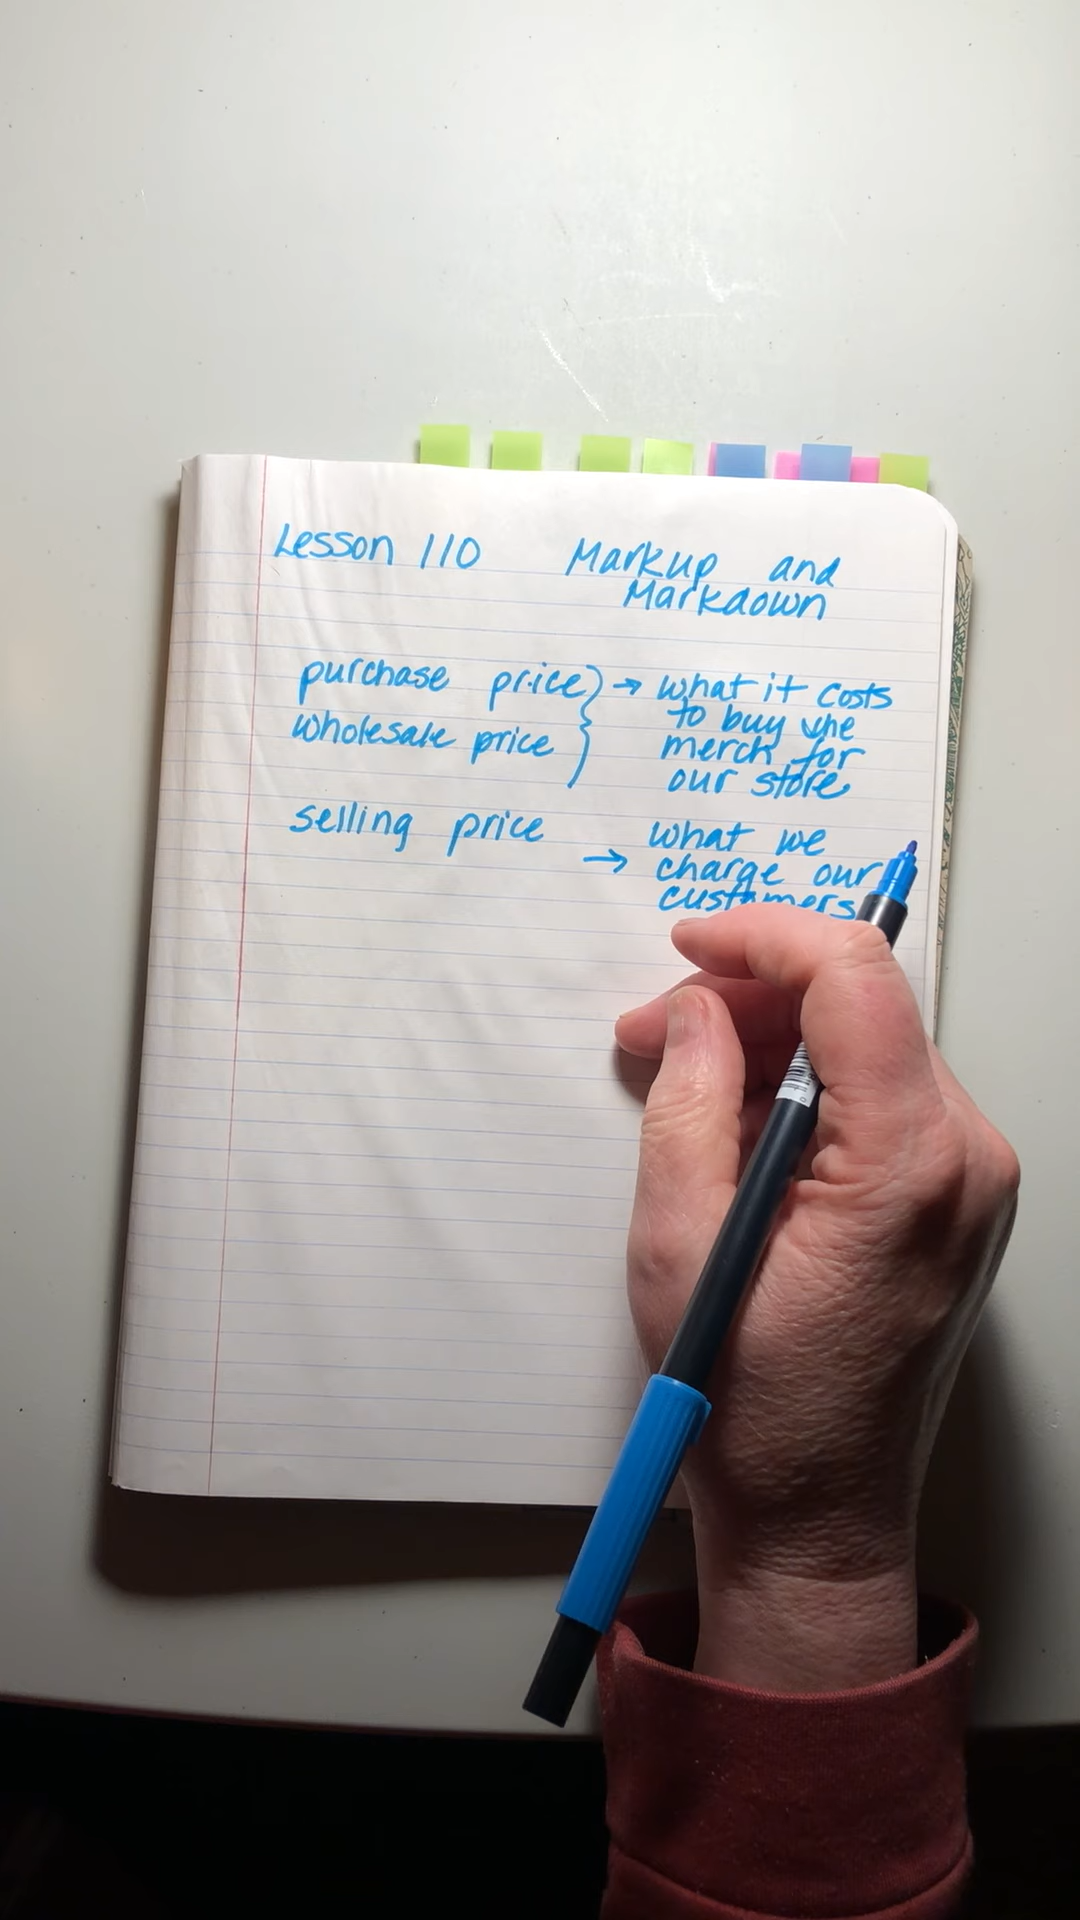 Lesson 110 Markup and
Markdown
purchase price } → what it costs
to buy the
wholesale price merch for
our store
selling price → what we
charge our
customers